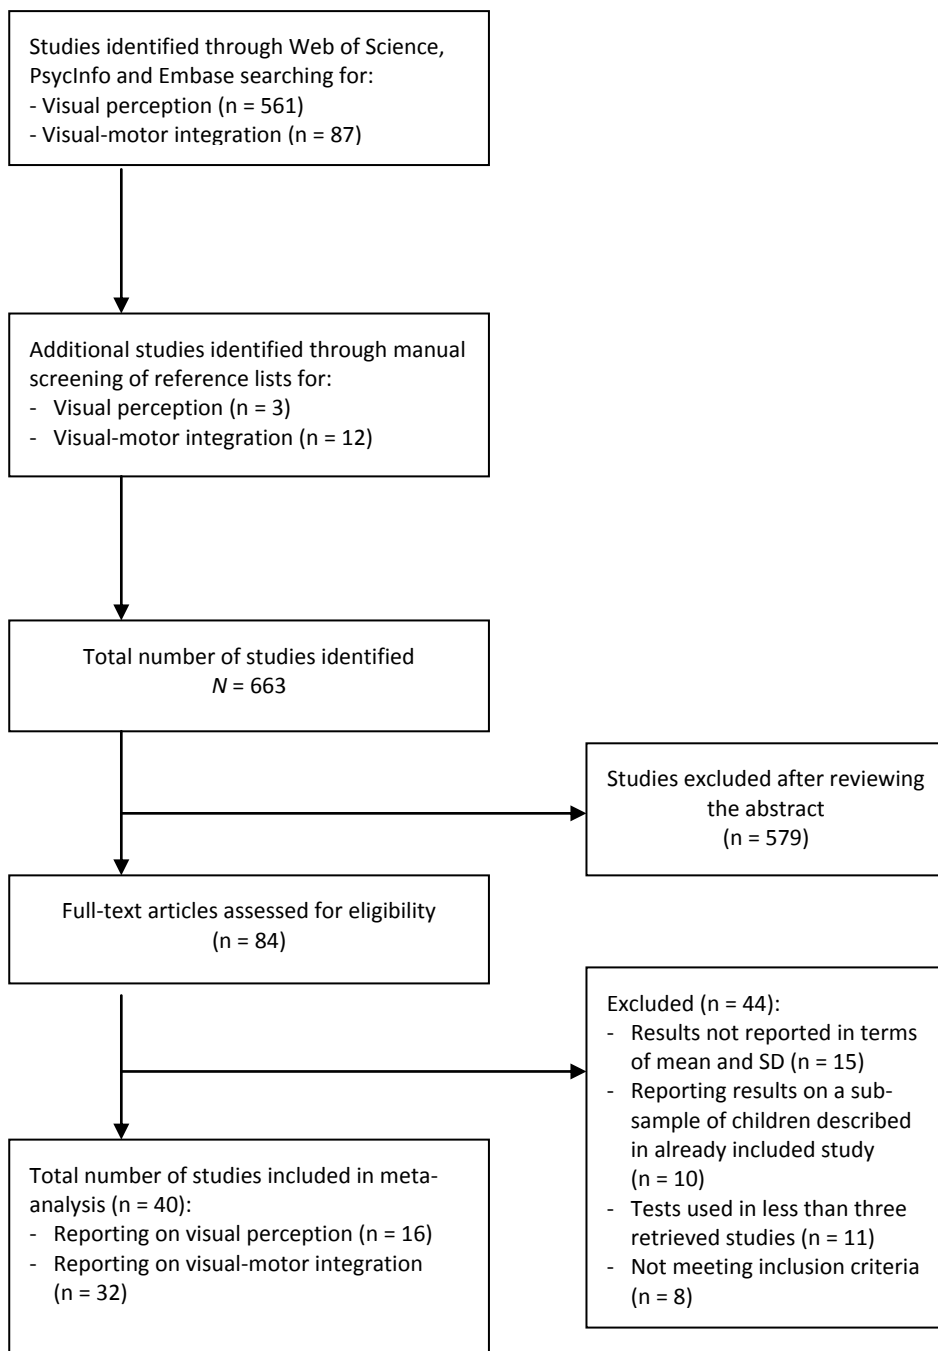 Studies identified through Web of Science,
PsycInfo and Embase searching for:
- Visual perception (n = 561)
- Visual-motor integration (n = 87)
Additional studies identified through manual
screening of reference lists for:
- Visual perception (n = 3)
- Visual-motor integration (n = 12)
Total number of studies identified
N = 663
Studies excluded after reviewing
the abstract
(n = 579)
Full-text articles assessed for eligibility
(n = 84)
Excluded (n = 44):
- Results not reported in terms
of mean and SD (n = 15)
- Reporting results on a sub-
sample of children described
in already included study
(n = 10)
- Tests used in less than three
retrieved studies (n = 11)
- Not meeting inclusion criteria
(n = 8)
Total number of studies included in meta-
analysis (n = 40):
- Reporting on visual perception (n = 16)
- Reporting on visual-motor integration
(n = 32)